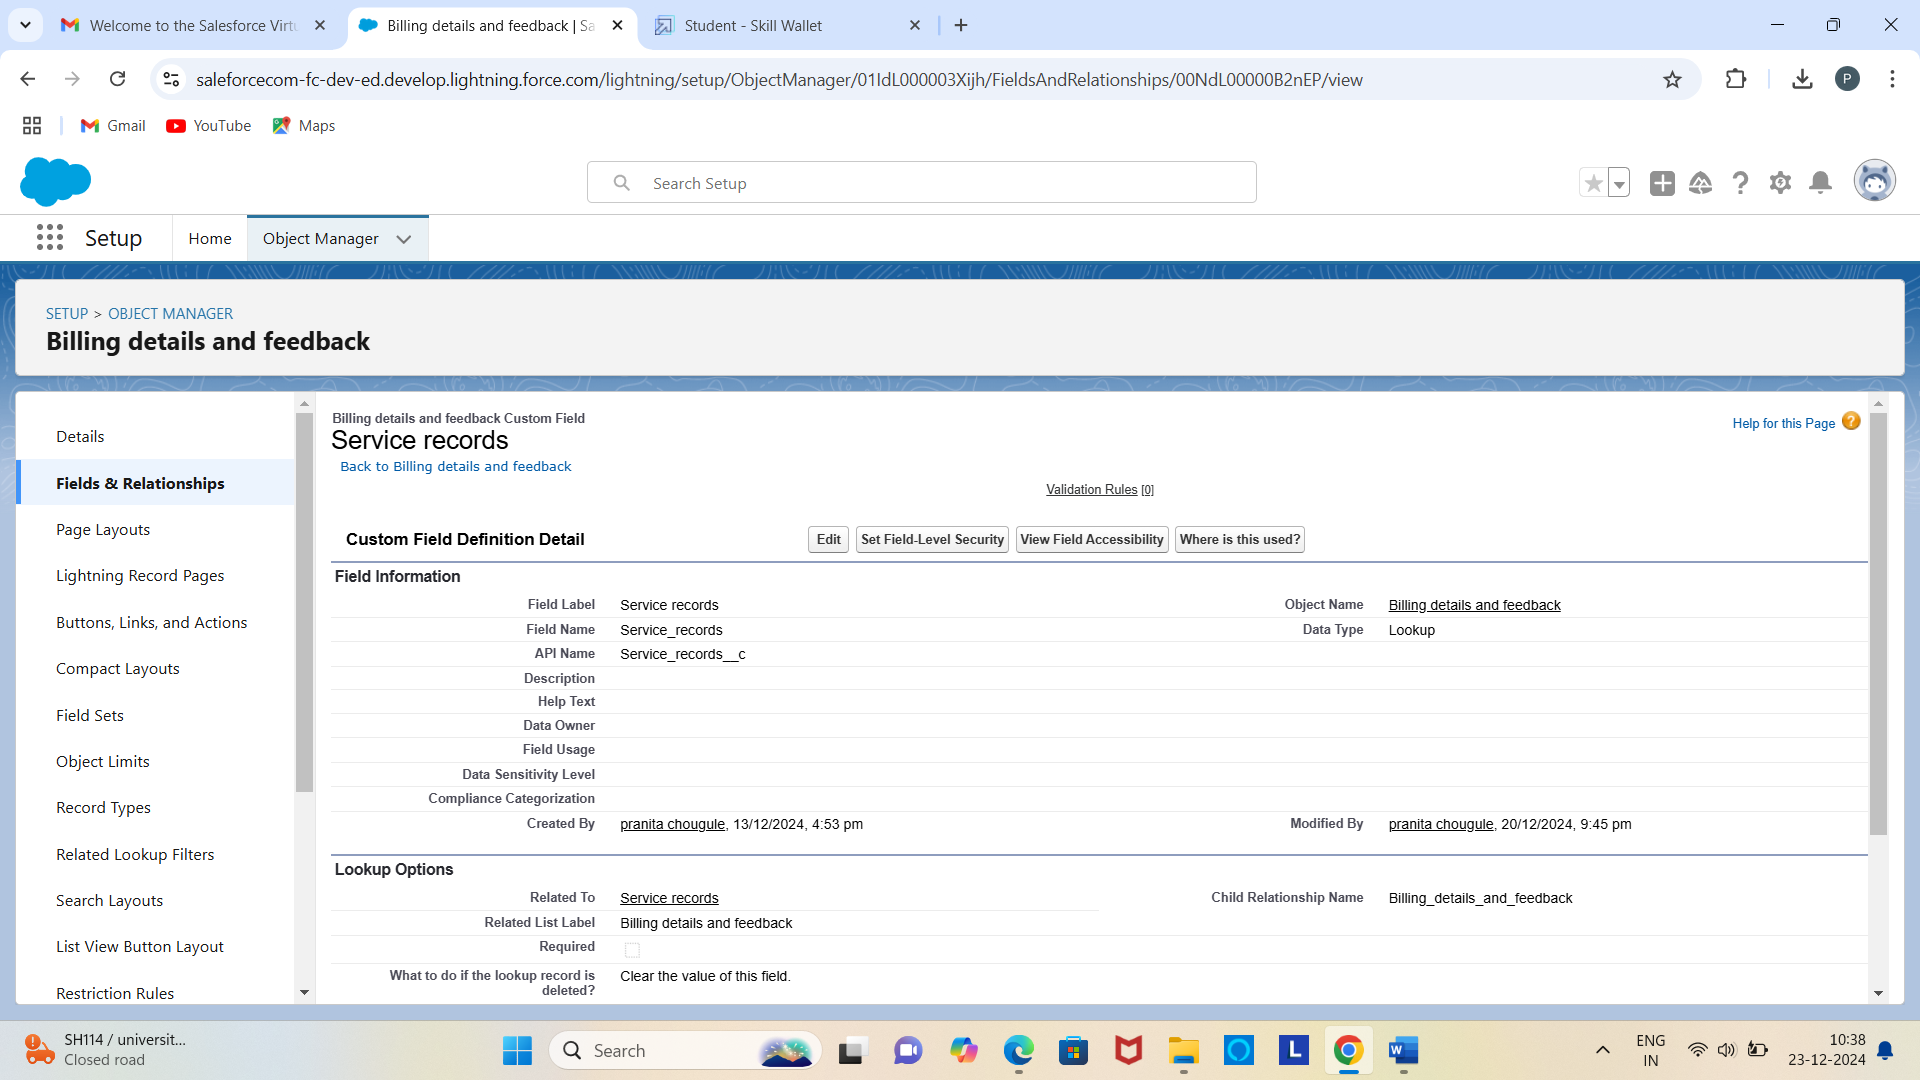 Welcome to the Salesforce Virtu
Billing details and feedback | Sa
Student - Skill Wallet
saleforcecom-fc-dev-ed.develop.lightning.force.com/lightning/setup/ObjectManager/01IdL000003Xijh/FieldsAndRelationships/00NdL00000B2nEP/view
P
Gmail
YouTube
Maps
Search Setup
Setup
Home
Object Manager
SETUP > OBJECT MANAGER
Billing details and feedback
Details
Fields & Relationships
Page Layouts
Lightning Record Pages
Buttons, Links, and Actions
Compact Layouts
Field Sets
Object Limits
Record Types
Related Lookup Filters
Search Layouts
List View Button Layout
Restriction Rules
Billing details and feedback Custom Field
Service records
Back to Billing details and feedback
Help for this Page
Validation Rules [0]
Custom Field Definition Detail
Edit
Set Field-Level Security
View Field Accessibility
Where is this used?
Field Information
Field Label Service records
Object Name Billing details and feedback
Field Name Service_records
Data Type Lookup
API Name Service_records__c
Description
Help Text
Data Owner
Field Usage
Data Sensitivity Level
Compliance Categorization
Created By pranita chougule, 13/12/2024, 4:53 pm
Modified By pranita chougule, 20/12/2024, 9:45 pm
Lookup Options
Related To Service records
Child Relationship Name Billing_details_and_feedback
Related List Label Billing details and feedback
Required
What to do if the lookup record is
deleted?
Clear the value of this field.
SH114 / universit...
Closed road
Search
L
W
ENG
IN
10:38
23-12-2024